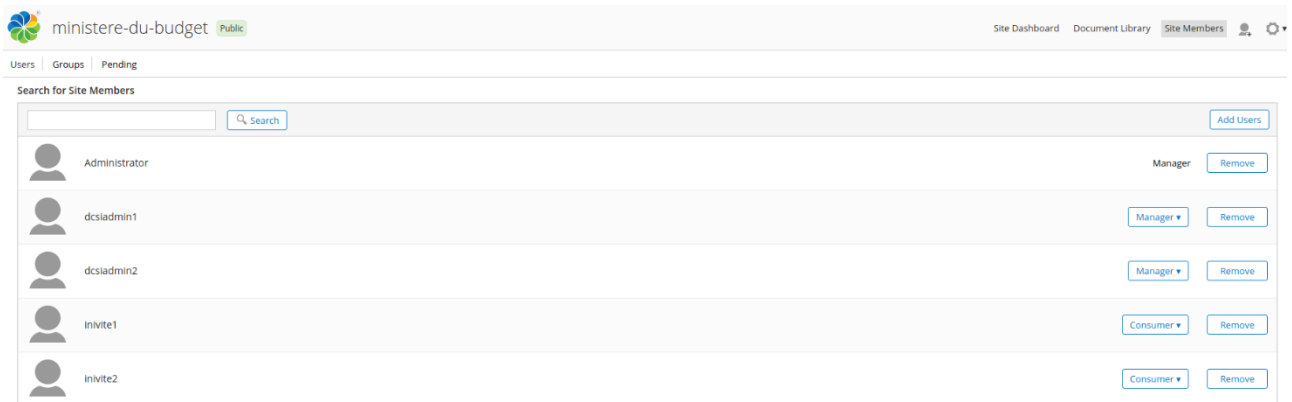 ministere-du-budget Public Site Dashboard Document Library Site Members
Users Groups Pending
Search for Site Members
Search Add Users
Administrator Manager Remove
dcsiadmin1 Manager ▾ Remove
dcsiadmin2 Manager ▾ Remove
inivite1 Consumer ▾ Remove
inivite2 Consumer ▾ Remove